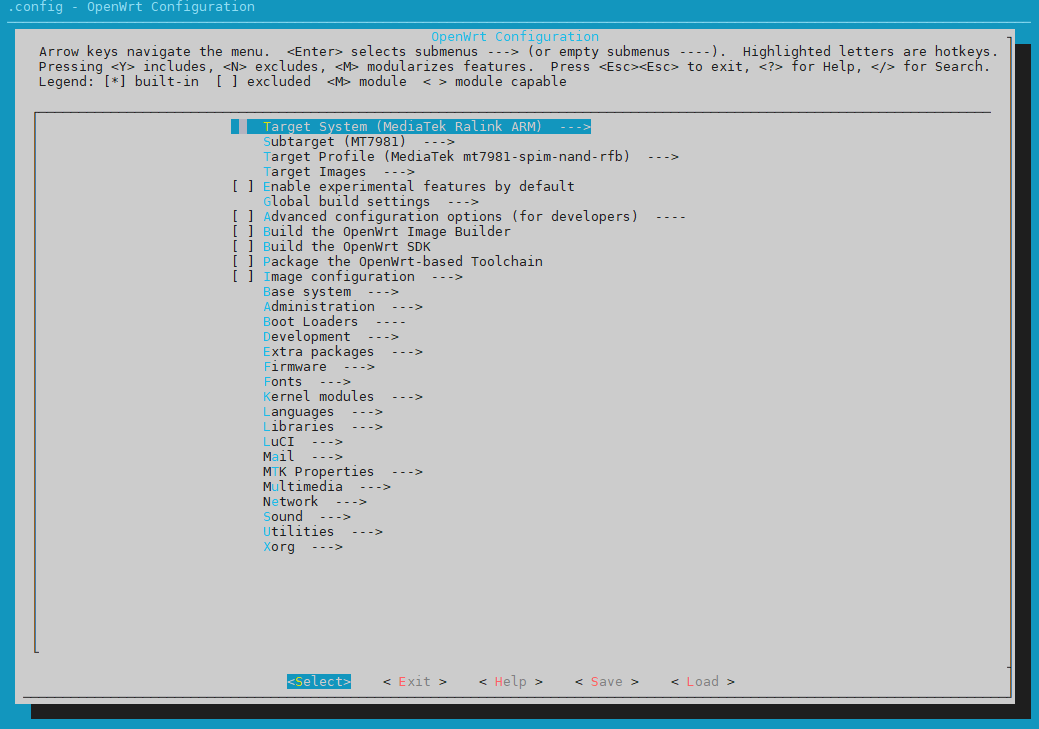 .config - OpenWrt Configuration
OpenWrt Configuration
Arrow keys navigate the menu.  <Enter> selects submenus ---> (or empty submenus ----).  Highlighted letters are hotkeys.
Pressing <Y> includes, <N> excludes, <M> modularizes features.  Press <Esc><Esc> to exit, <?> for Help, </> for Search.
Legend: [*] built-in  [ ] excluded  <M> module  < > module capable
Target System (MediaTek Ralink ARM)  --->
Subtarget (MT7981)  --->
Target Profile (MediaTek mt7981-spim-nand-rfb)  --->
Target Images  --->
[ ] Enable experimental features by default
Global build settings  --->
[ ] Advanced configuration options (for developers)  ----
[ ] Build the OpenWrt Image Builder
[ ] Build the OpenWrt SDK
[ ] Package the OpenWrt-based Toolchain
[ ] Image configuration  --->
Base system  --->
Administration  --->
Boot Loaders  ----
Development  --->
Extra packages  --->
Firmware  --->
Fonts  --->
Kernel modules  --->
Languages  --->
Libraries  --->
LuCI  --->
Mail  --->
MTK Properties  --->
Multimedia  --->
Network  --->
Sound  --->
Utilities  --->
Xorg  --->
<Select>    < Exit >    < Help >    < Save >    < Load >